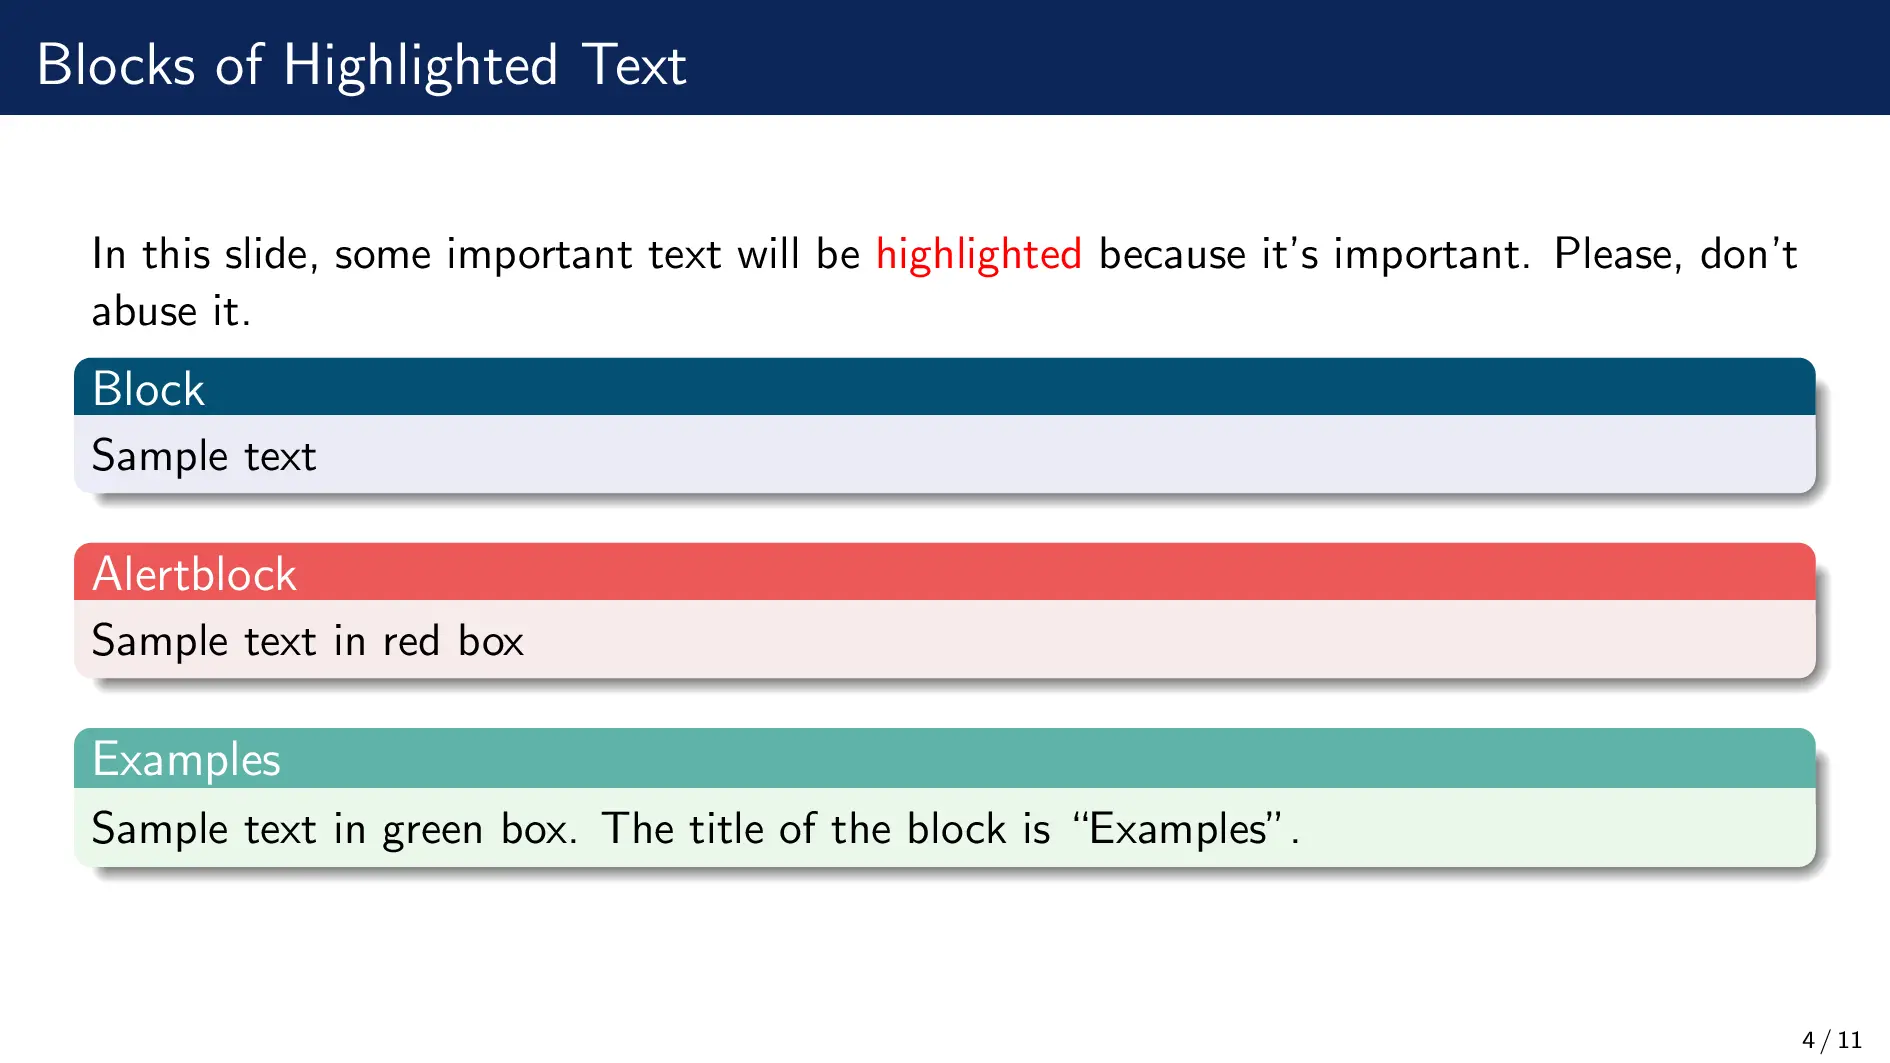 Blocks of Highlighted Text
In this slide, some important text will be highlighted because it’s important. Please, don’t
abuse it.
Block
Sample text
Alertblock
Sample text in red box
Examples
Sample text in green box. The title of the block is “Examples”.
4 / 11